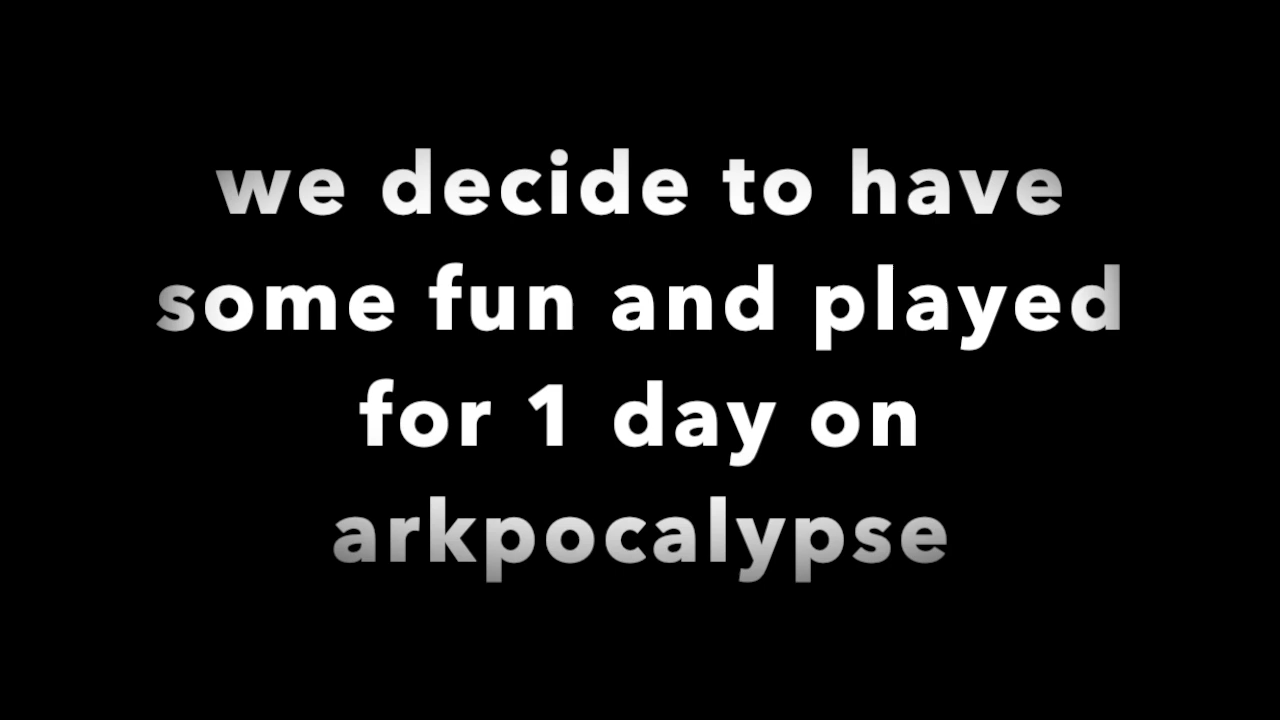 we decide to have
some fun and played
for 1 day on
arkpocalypse